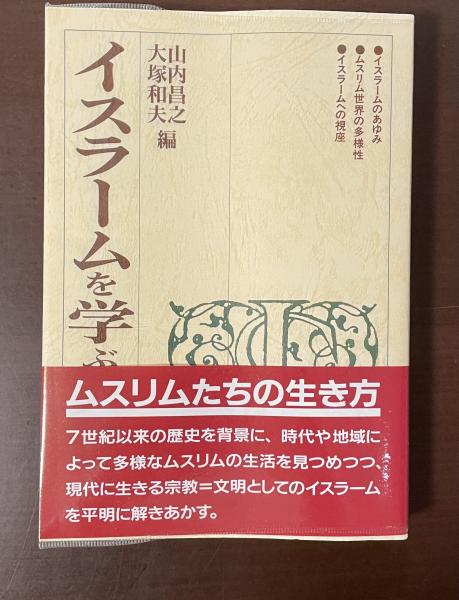 ●イスラームのあゆみ
●ムスリム世界の多様性
●イスラームへの視座
山内昌之
大塚和夫 編
イスラームを学ぶ
ムスリムたちの生き方
7世紀以来の歴史を背景に、時代や地域に
よって多様なムスリムの生活を見つめつつ、
現代に生きる宗教=文明としてのイスラーム
を平明に解きあかす。